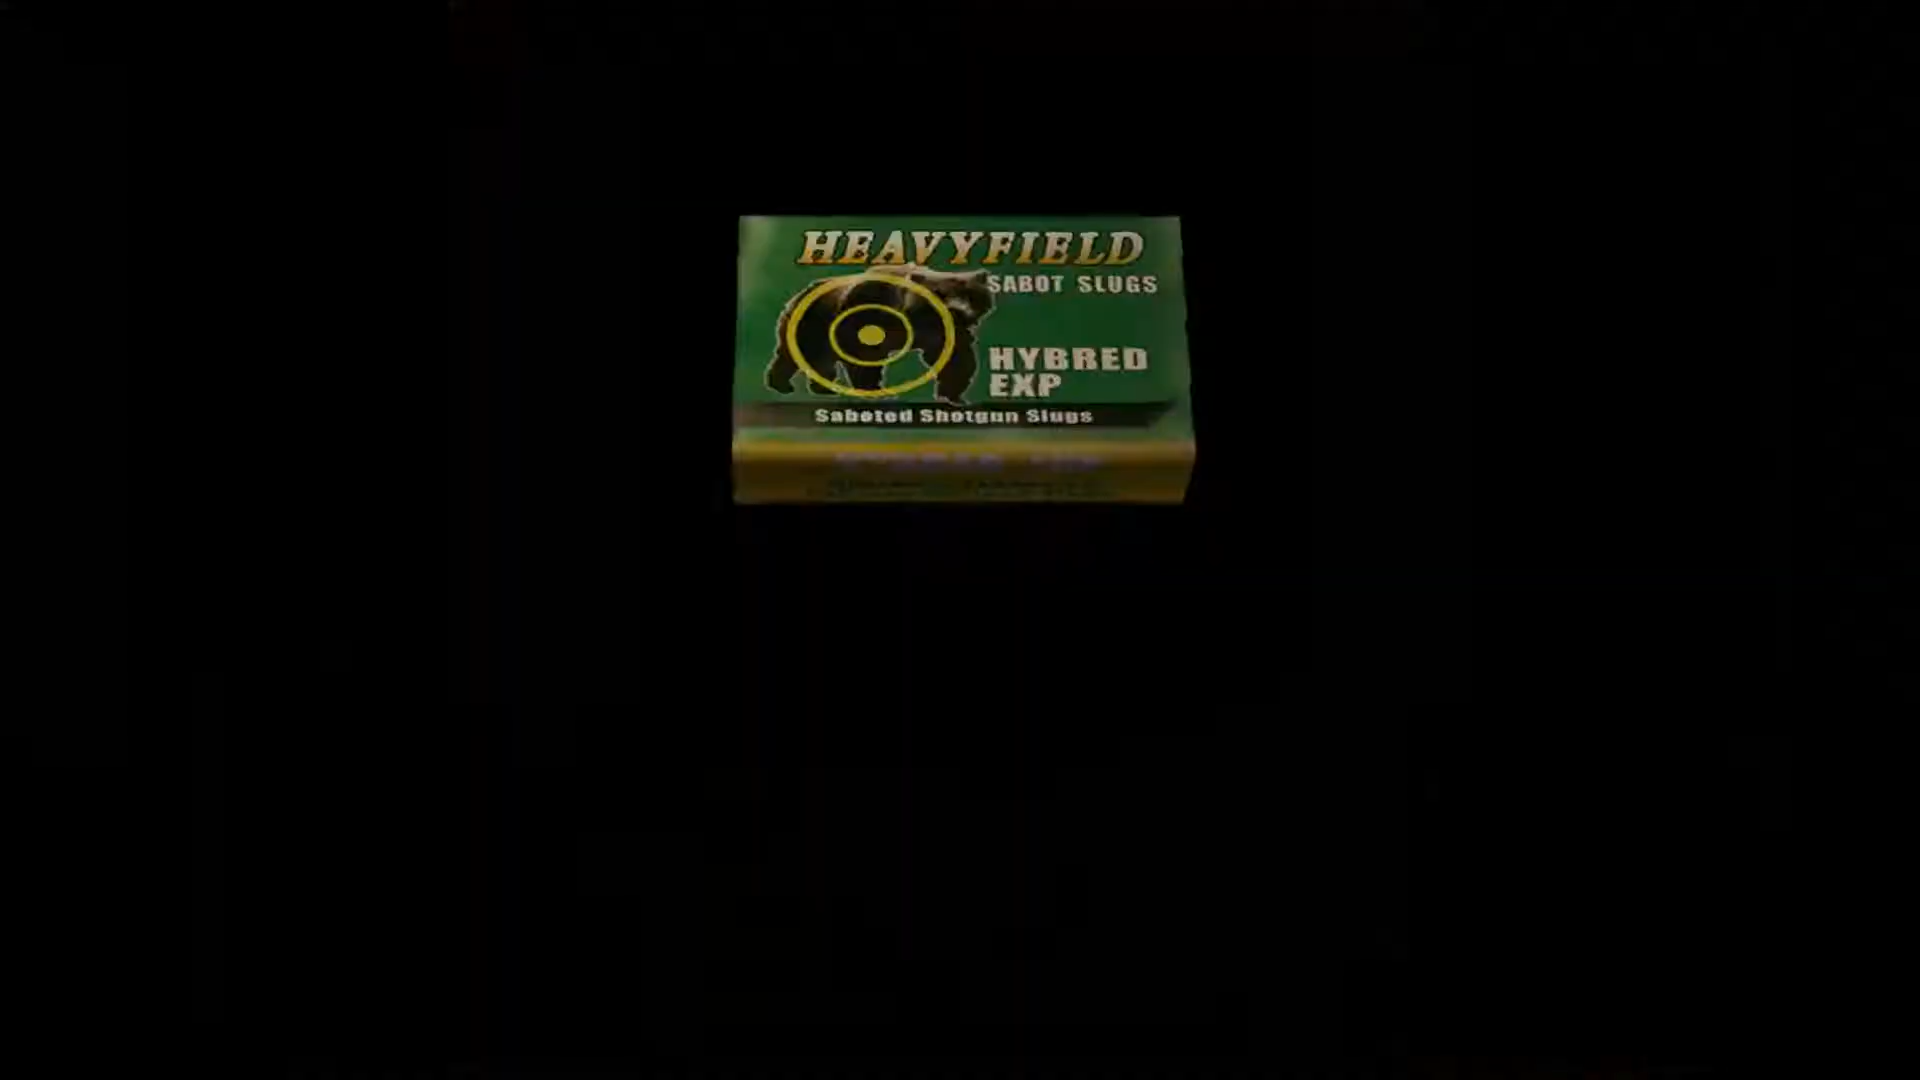 HEAVYFIELD
SABOT SLUGS
HYBRED
EXP
Saboted Shotgun Slugs